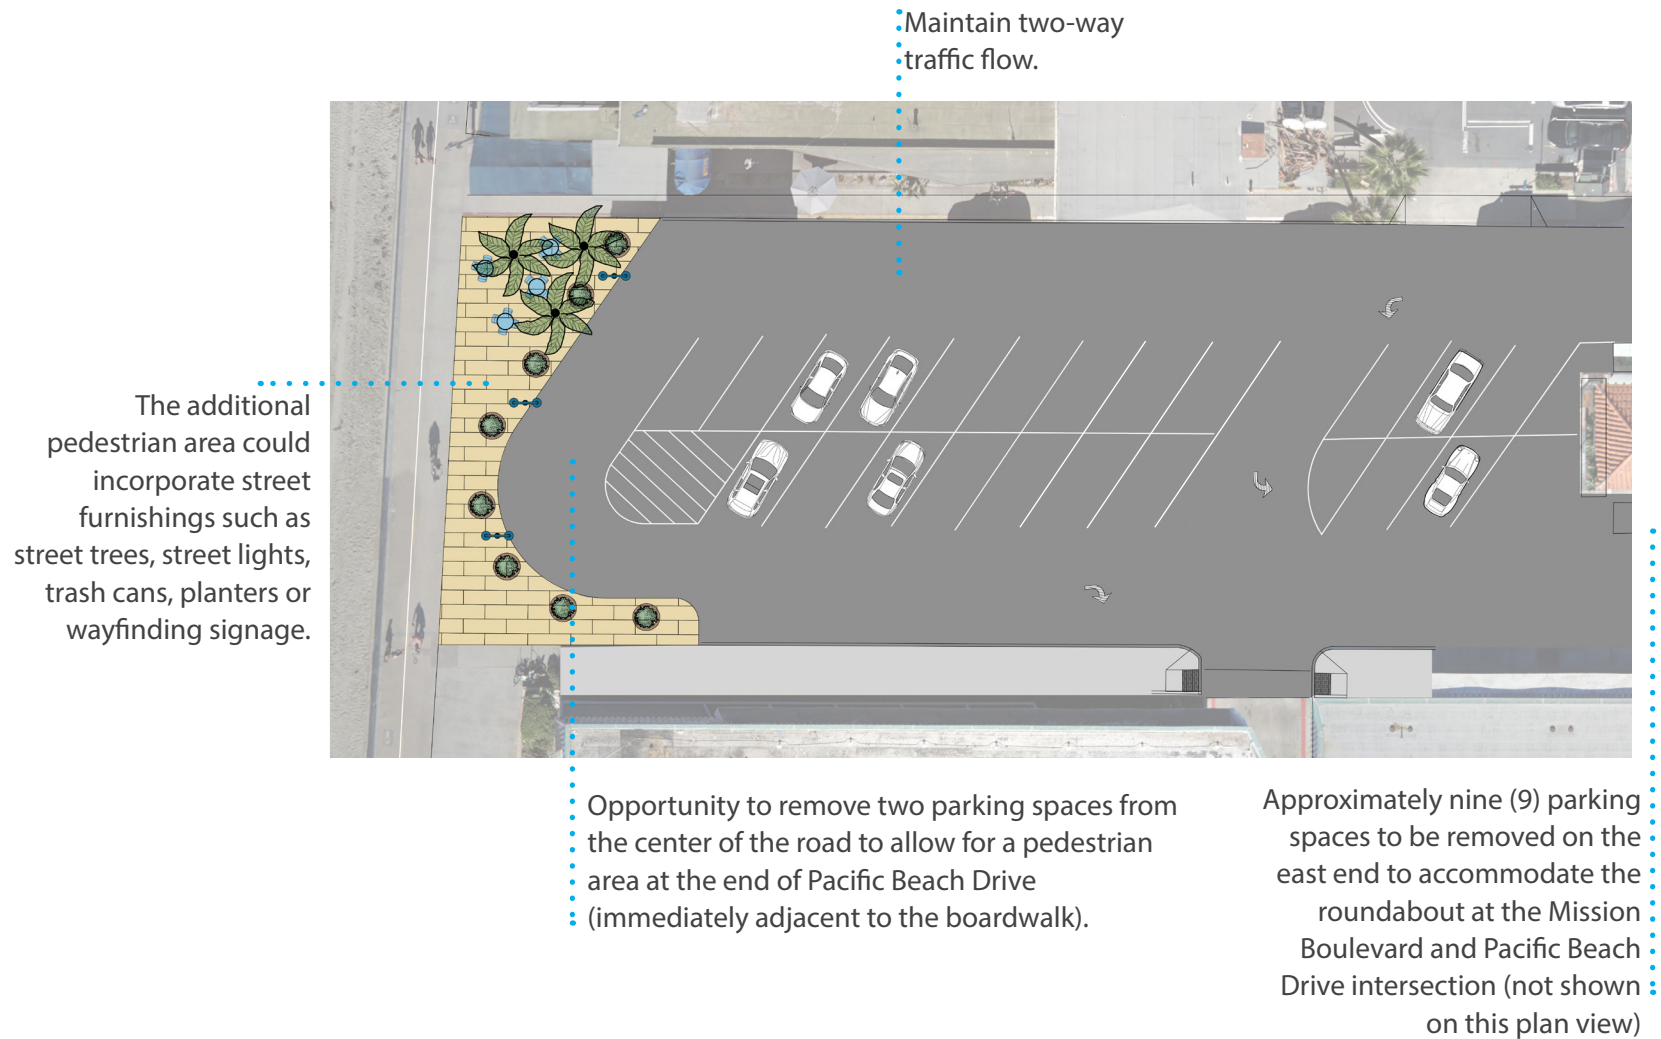 Maintain two-way
traffic flow.
The additional
pedestrian area could
incorporate street
furnishings such as
street trees, street lights,
trash cans, planters or
wayfinding signage.
Opportunity to remove two parking spaces from
the center of the road to allow for a pedestrian
area at the end of Pacific Beach Drive
(immediately adjacent to the boardwalk).
Approximately nine (9) parking
spaces to be removed on the
east end to accommodate the
roundabout at the Mission
Boulevard and Pacific Beach
Drive intersection (not shown
on this plan view)